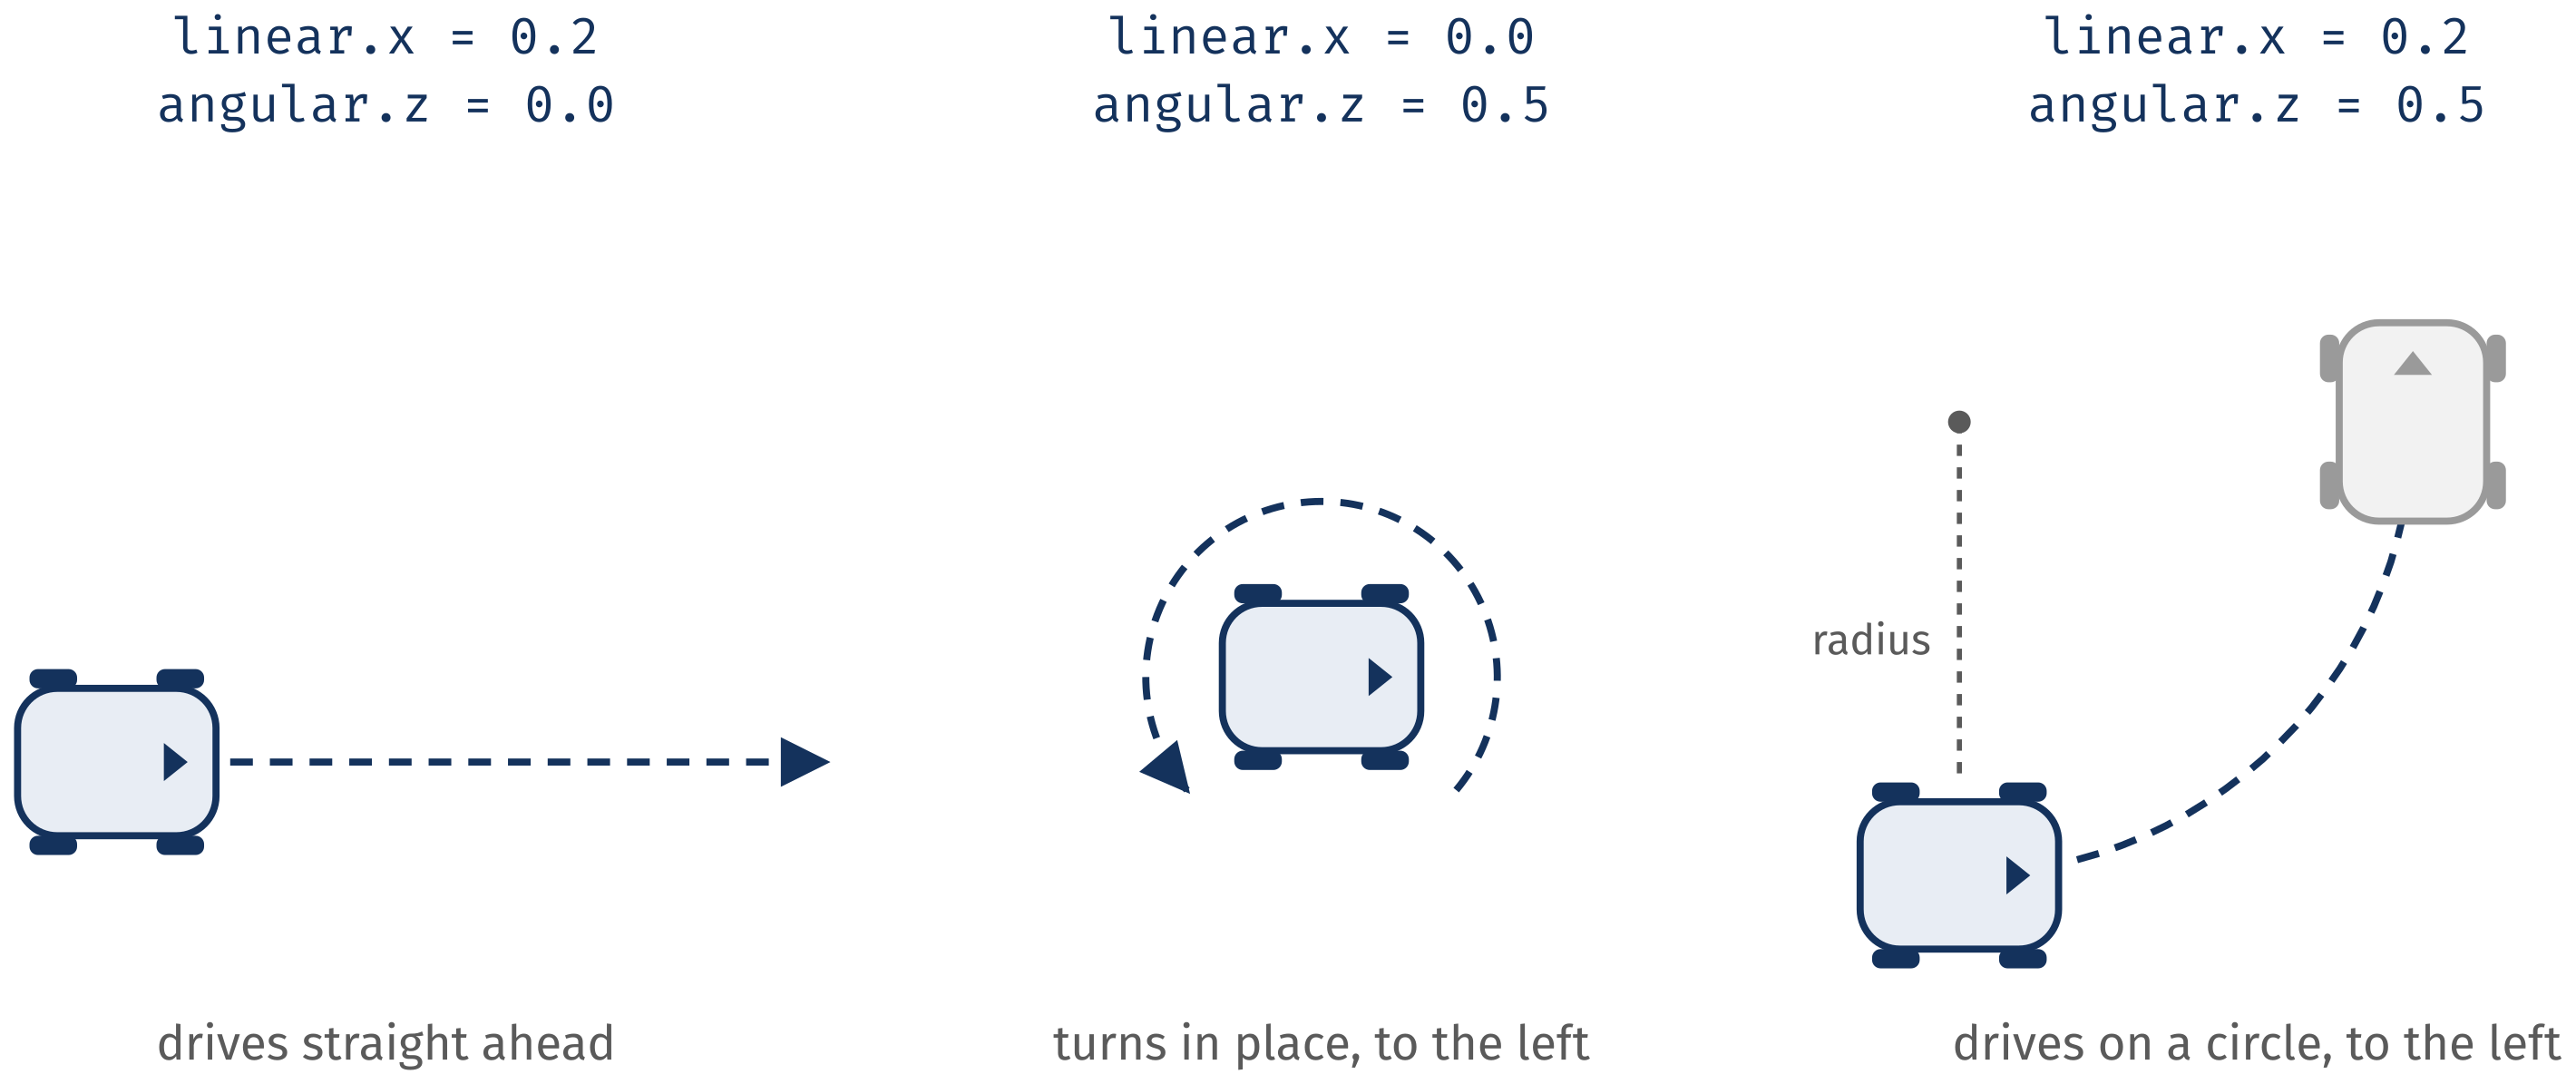 linear.x = 0.2
angular.z = 0.0
linear.x = 0.0
angular.z = 0.5
linear.x = 0.2
angular.z = 0.5
radius
drives straight ahead
turns in place, to the left
drives on a circle, to the left